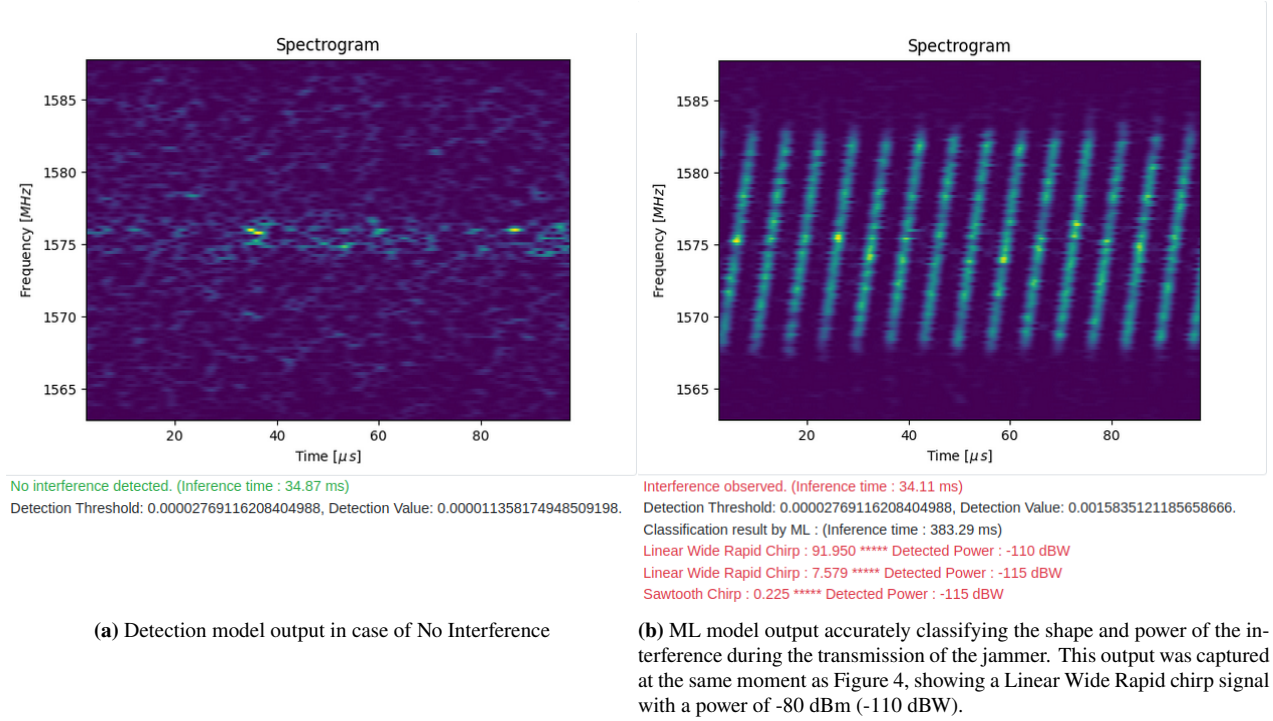 Spectrogram
1585
1580
1575
1570
1565
Frequency [MHz]
20 40 60 80
Time [μs]
No interference detected. (Inference time : 34.87 ms)
Detection Threshold: 0.00002769116208404988, Detection Value: 0.000011358174948509198.
(a) Detection model output in case of No Interference
Spectrogram
1585
1580
1575
1570
1565
Frequency [MHz]
20 40 60 80
Time [μs]
Interference observed. (Inference time : 34.11 ms)
Detection Threshold: 0.00002769116208404988, Detection Value: 0.0015835121185658666.
Classification result by ML : (Inference time : 383.29 ms)
Linear Wide Rapid Chirp : 91.950 ***** Detected Power : -110 dBW
Linear Wide Rapid Chirp : 7.579 ***** Detected Power : -115 dBW
Sawtooth Chirp : 0.225 ***** Detected Power : -115 dBW
(b) ML model output accurately classifying the shape and power of the in-
terference during the transmission of the jammer. This output was captured
at the same moment as Figure 4, showing a Linear Wide Rapid chirp signal
with a power of -80 dBm (-110 dBW).